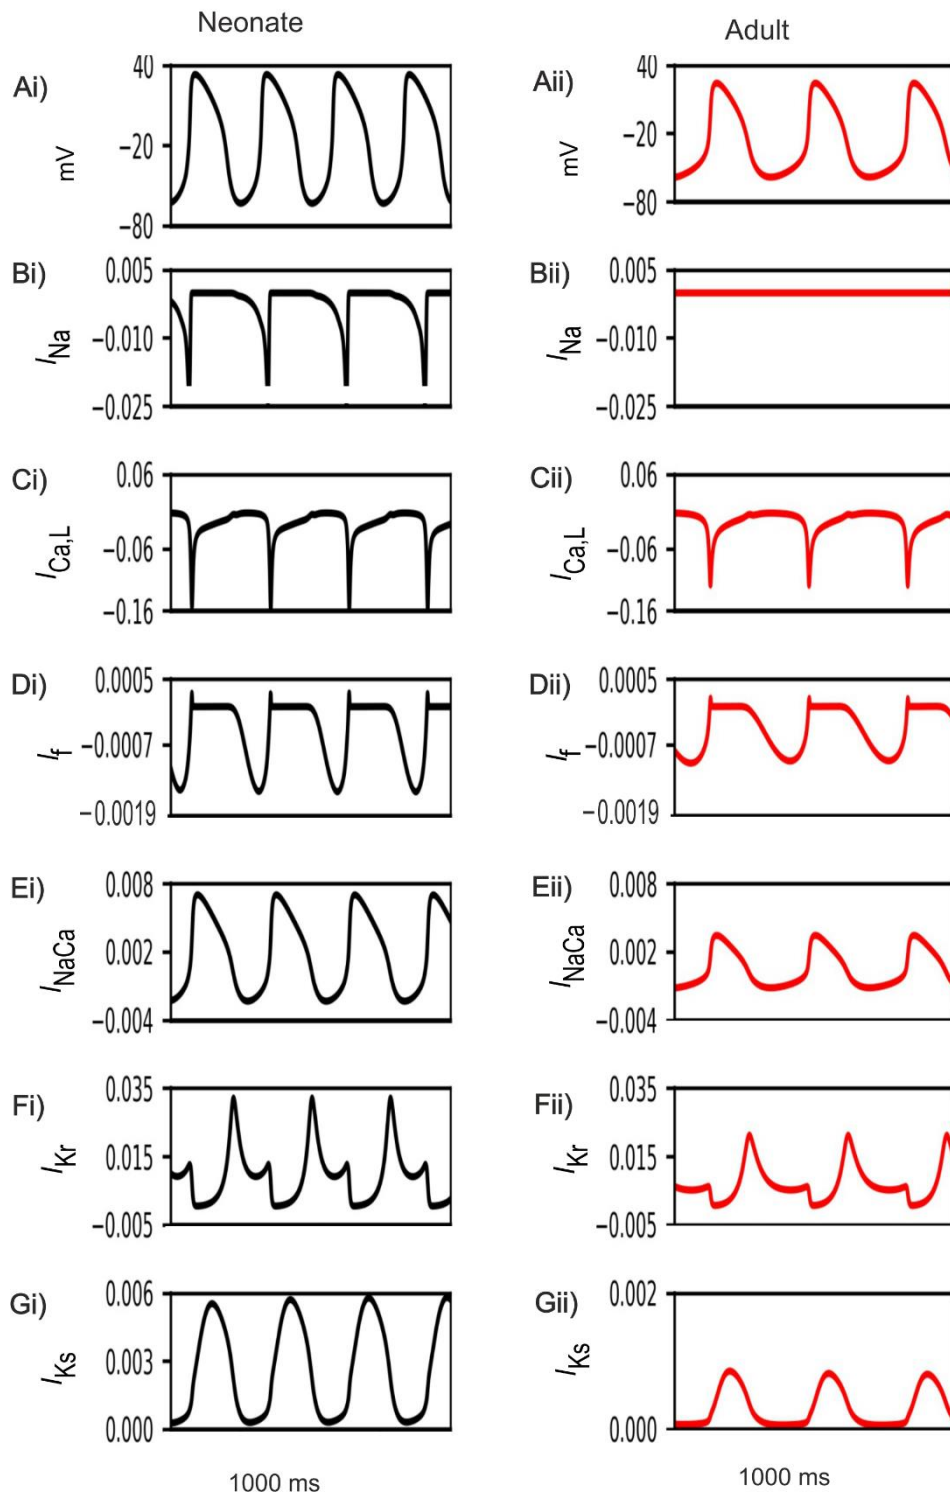 Neonate
Adult
Ai)
40
−20
−80
mV
Aii)
40
−20
−80
mV
Bi)
0.005
−0.010
−0.025
INa
Bii)
0.005
−0.010
−0.025
INa
Ci)
0.06
−0.06
−0.16
ICa,L
Cii)
0.06
−0.06
−0.16
ICa,L
Di)
0.0005
−0.0007
−0.0019
If
Dii)
0.0005
−0.0007
−0.0019
If
Ei)
0.008
0.002
−0.004
INaCa
Eii)
0.008
0.002
−0.004
INaCa
Fi)
0.035
0.015
−0.005
IKr
Fii)
0.035
0.015
−0.005
IKr
Gi)
0.006
0.003
0.000
IKs
Gii)
0.002
0.000
IKs
1000 ms
1000 ms